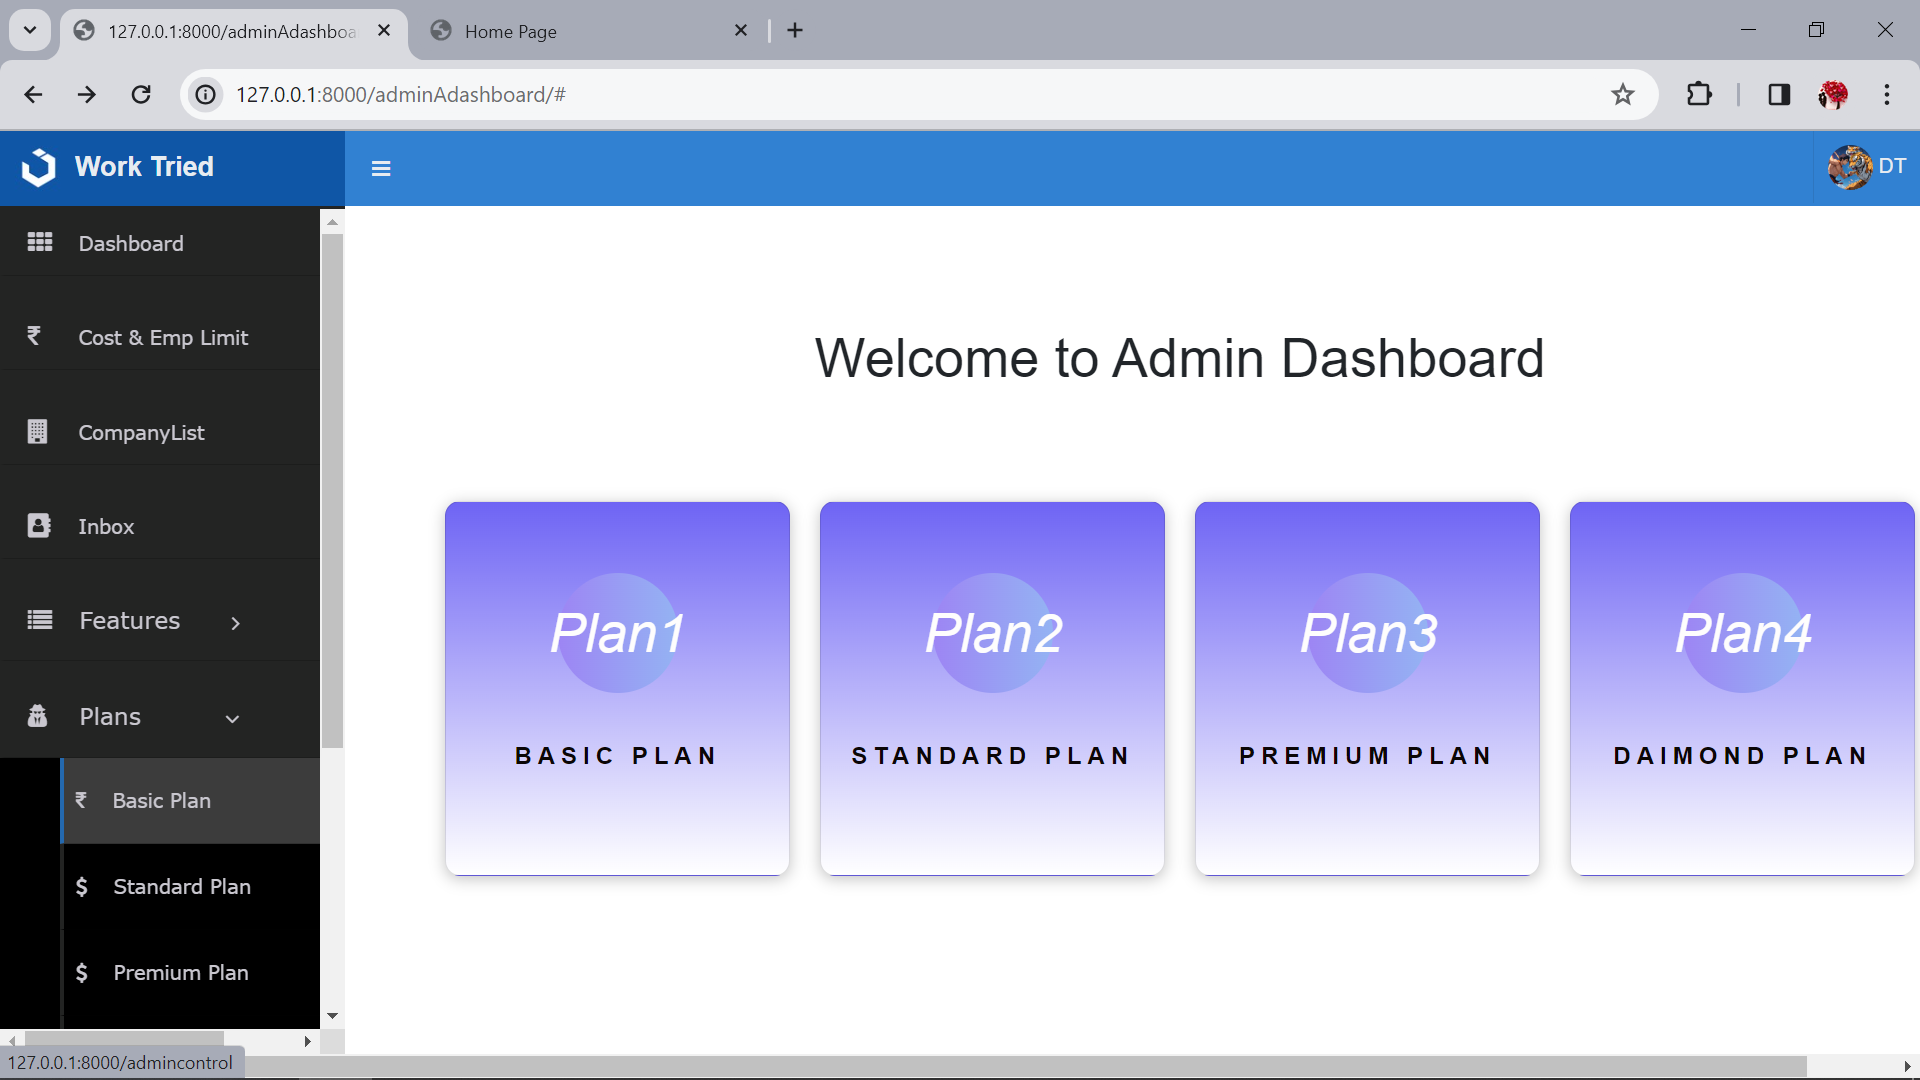 127.0.0.1:8000/adminAdashboa
Home Page
127.0.0.1:8000/adminAdashboard/#
Work Tried
DT
Dashboard
Cost & Emp Limit
CompanyList
Inbox
Features
Plans
Basic Plan
Standard Plan
Premium Plan
Welcome to Admin Dashboard
Plan1
BASIC PLAN
Plan2
STANDARD PLAN
Plan3
PREMIUM PLAN
Plan4
DAIMOND PLAN
127.0.0.1:8000/admincontrol